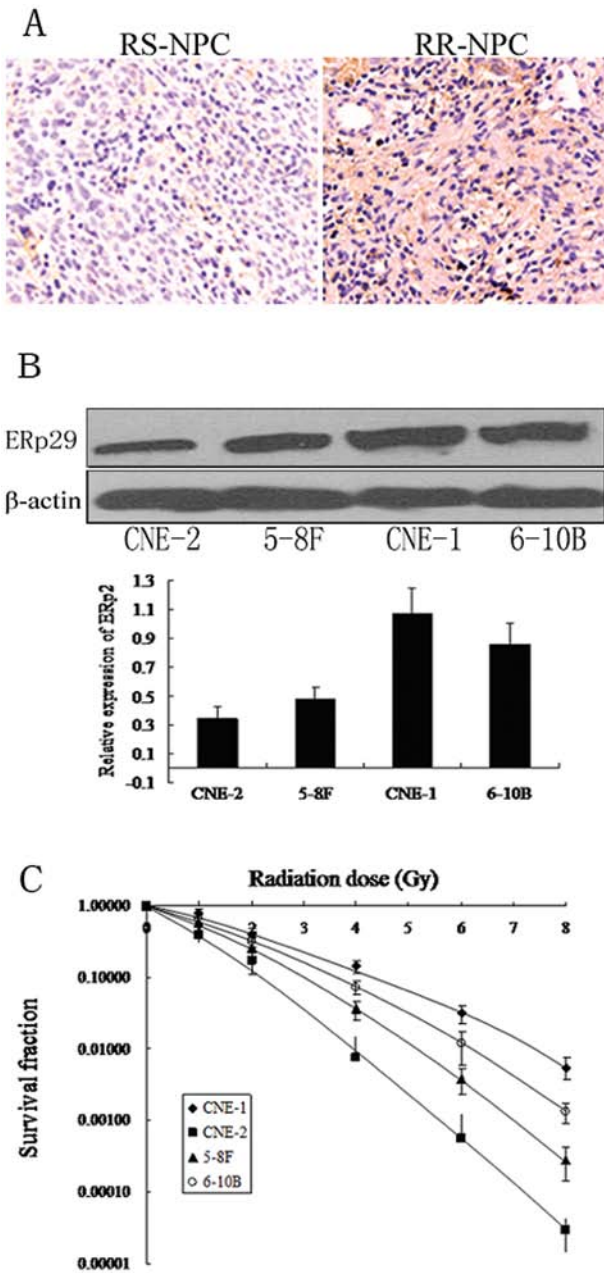 A
RS-NPC RR-NPC
B
ERp29
β-actin
CNE-2 5-8F CNE-1 6-10B
Relative expression of ERp2
1.3
1.1
0.9
0.7
0.5
0.3
0.1
-0.1
CNE-2 5-8F CNE-1 6-10B
C
Radiation dose (Gy)
0 1 2 3 4 5 6 7 8
Survival fraction
1.00000
0.10000
0.01000
0.00100
0.00010
0.00001
CNE-1
CNE-2
5-8F
6-10B